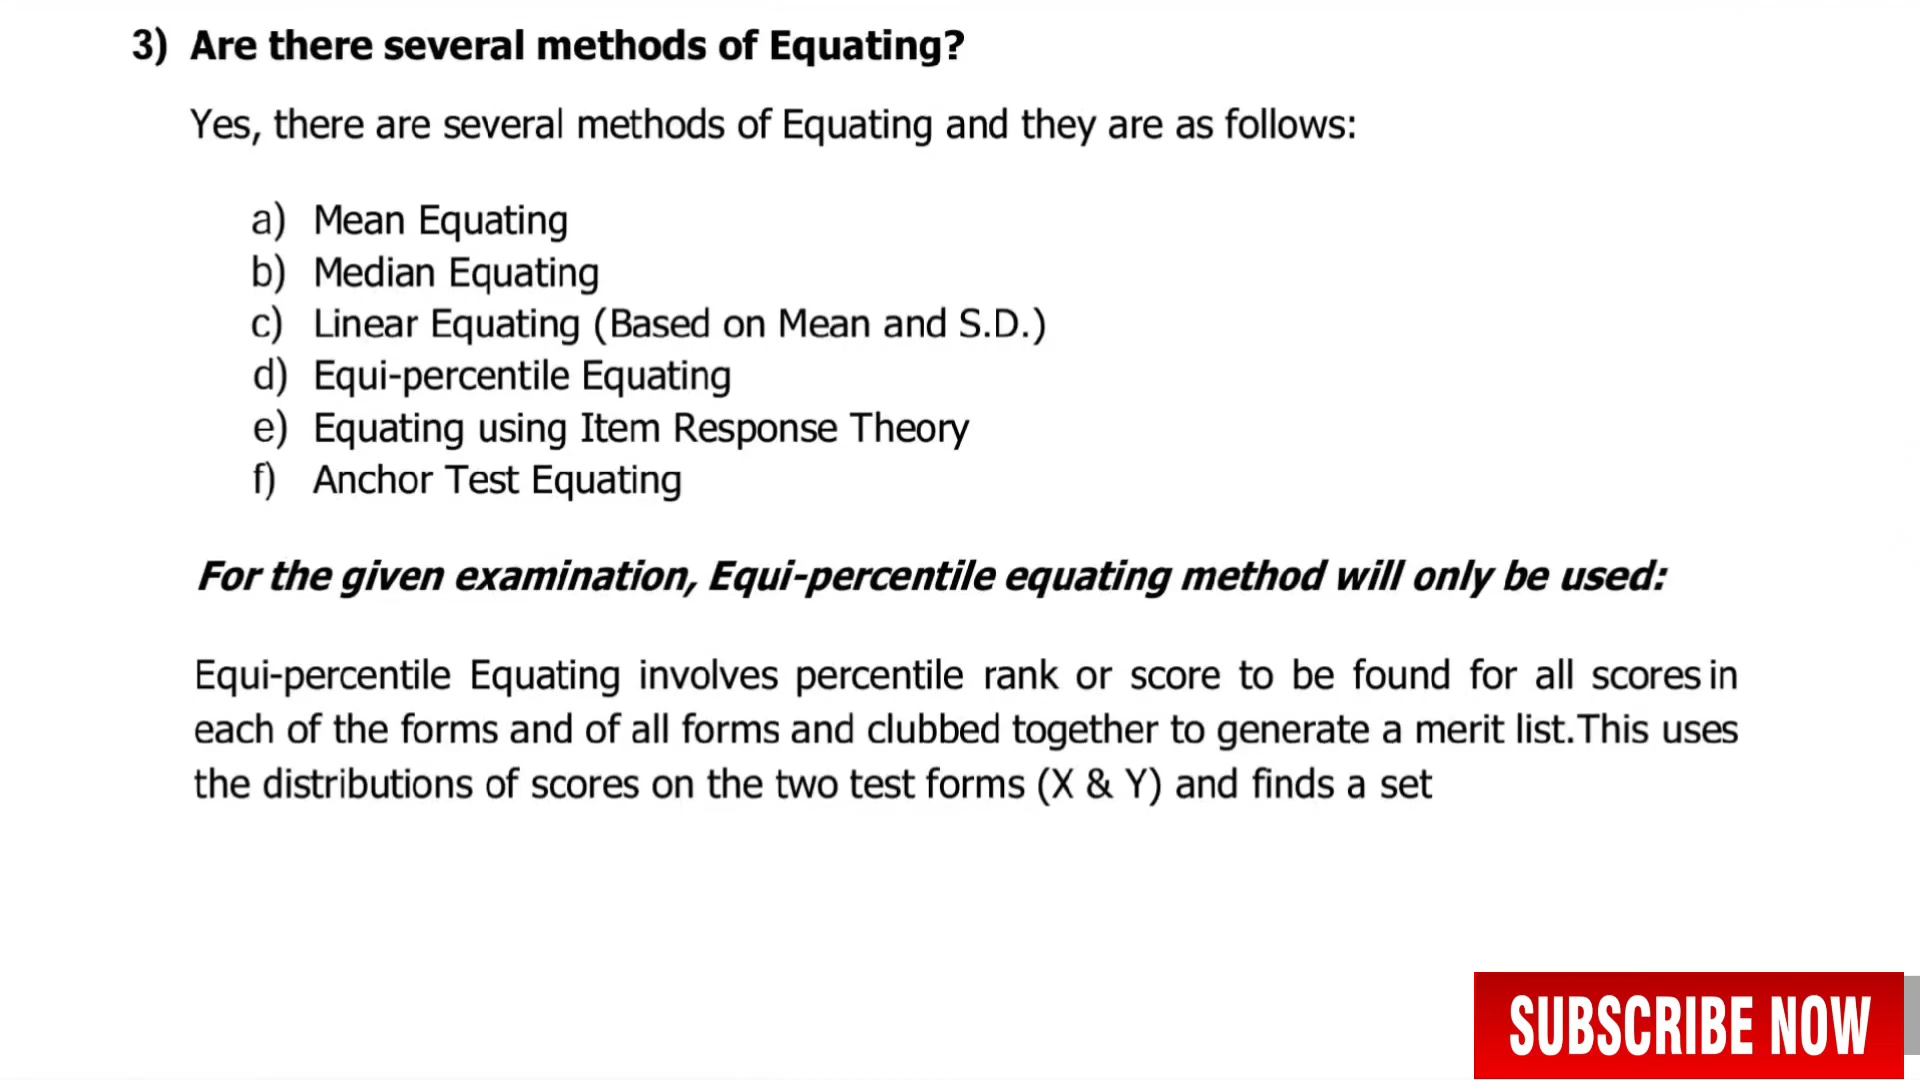 3) Are there several methods of Equating?
Yes, there are several methods of Equating and they are as follows:
a) Mean Equating
b) Median Equating
c) Linear Equating (Based on Mean and S.D.)
d) Equi-percentile Equating
e) Equating using Item Response Theory
f) Anchor Test Equating
For the given examination, Equi-percentile equating method will only be used:
Equi-percentile Equating involves percentile rank or score to be found for all scores in
each of the forms and of all forms and clubbed together to generate a merit list.This uses
the distributions of scores on the two test forms (X & Y) and finds a set
SUBSCRIBE NOW